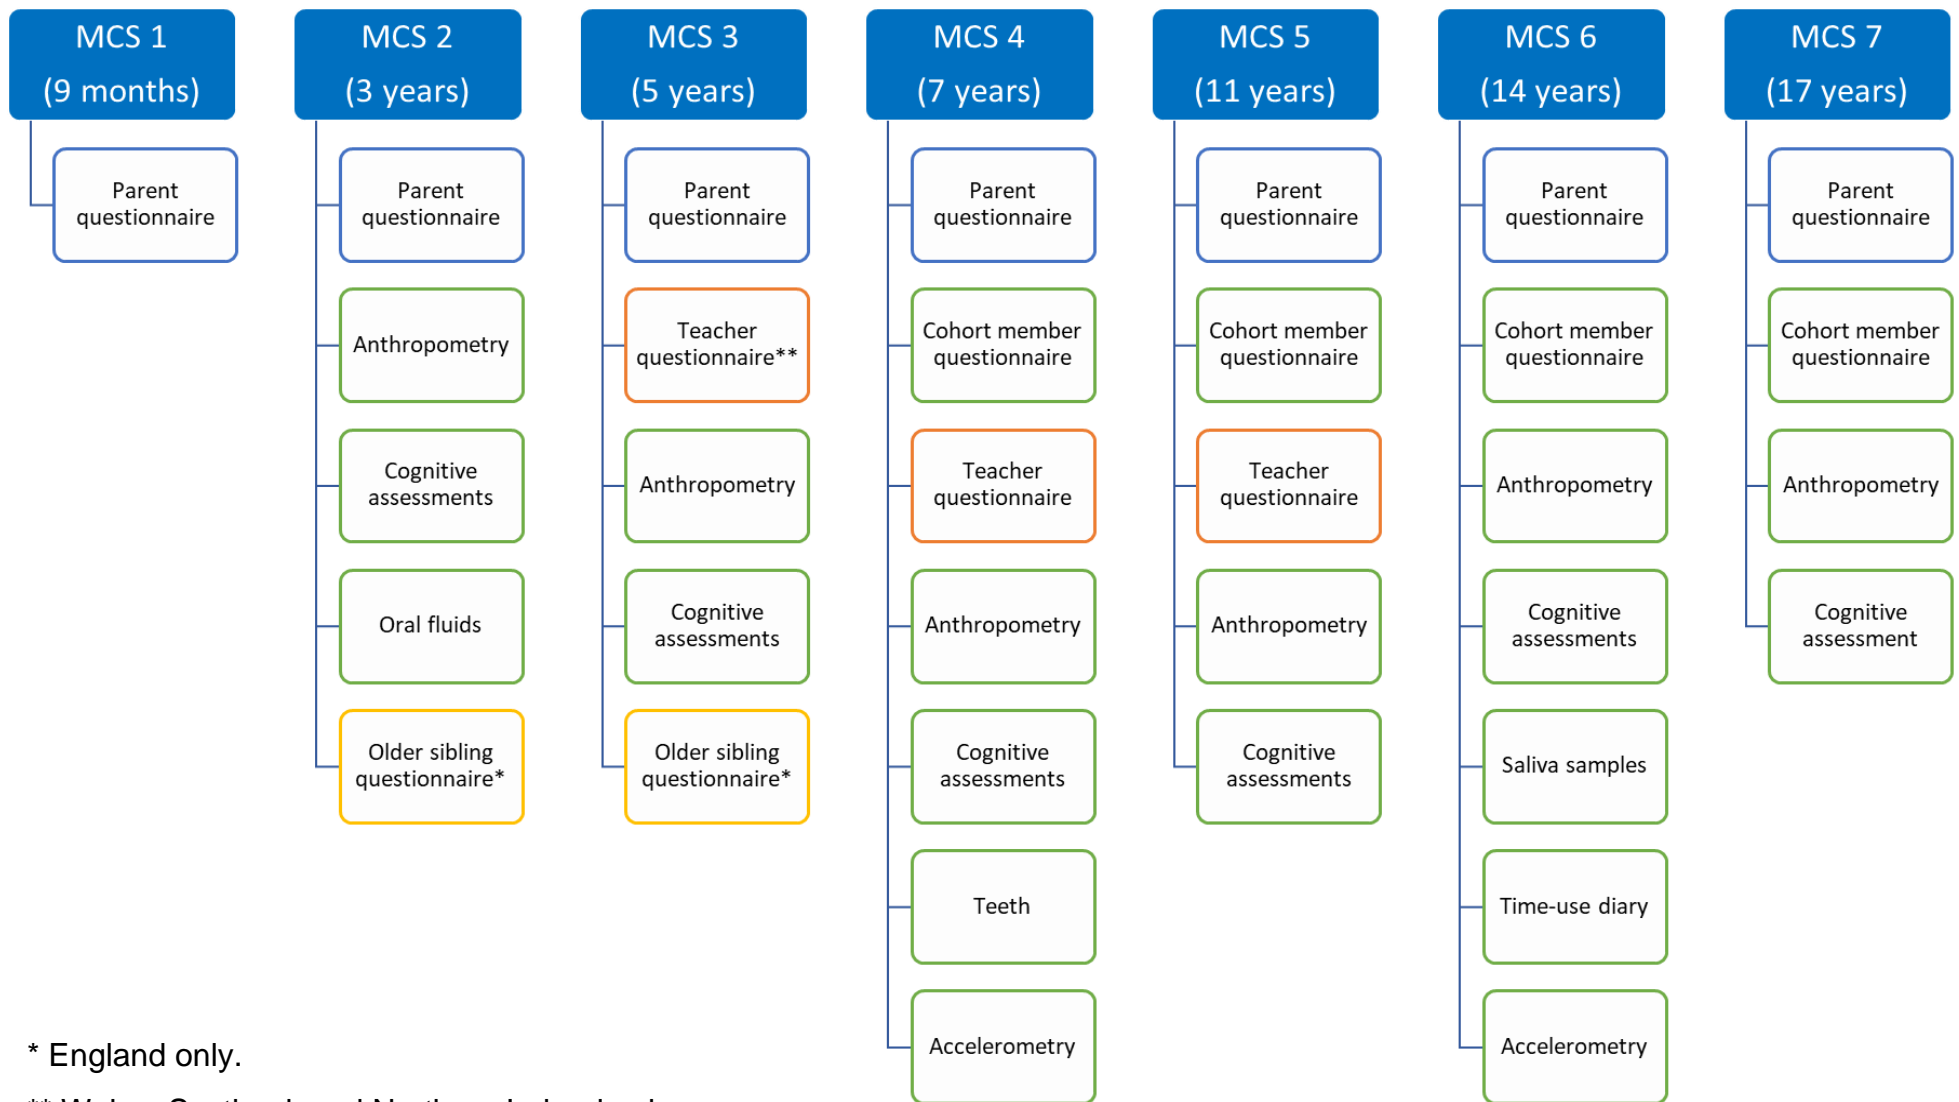 MCS 1
(9 months)
Parent
questionnaire
MCS 2
(3 years)
Parent
questionnaire
Anthropometry
Cognitive
assessments
Oral fluids
Older sibling
questionnaire*
MCS 3
(5 years)
Parent
questionnaire
Teacher
questionnaire**
Anthropometry
Cognitive
assessments
Older sibling
questionnaire*
MCS 4
(7 years)
Parent
questionnaire
Cohort member
questionnaire
Teacher
questionnaire
Anthropometry
Cognitive
assessments
Teeth
Accelerometry
MCS 5
(11 years)
Parent
questionnaire
Cohort member
questionnaire
Teacher
questionnaire
Anthropometry
Cognitive
assessments
MCS 6
(14 years)
Parent
questionnaire
Cohort member
questionnaire
Anthropometry
Cognitive
assessments
Saliva samples
Time-use diary
Accelerometry
MCS 7
(17 years)
Parent
questionnaire
Cohort member
questionnaire
Anthropometry
Cognitive
assessment
* England only.